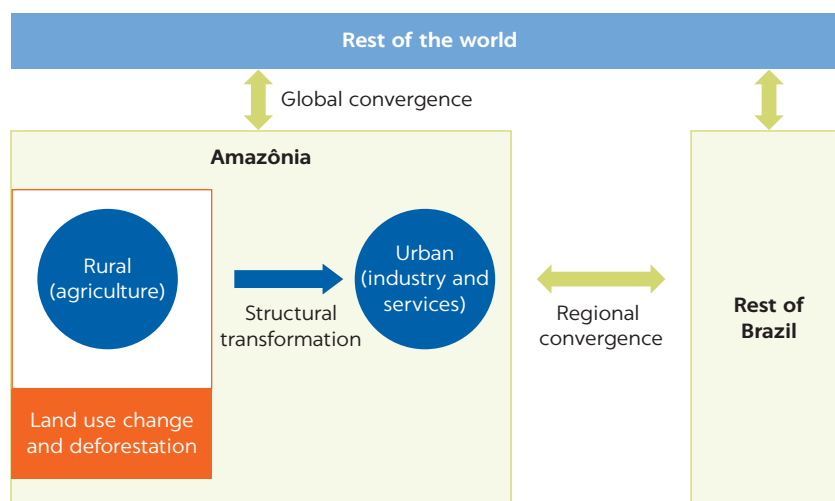 Rest of the world
Global convergence
Amazônia
Rural
(agriculture)
Structural
transformation
Urban
(industry and
services)
Regional
convergence
Rest of
Brazil
Land use change
and deforestation